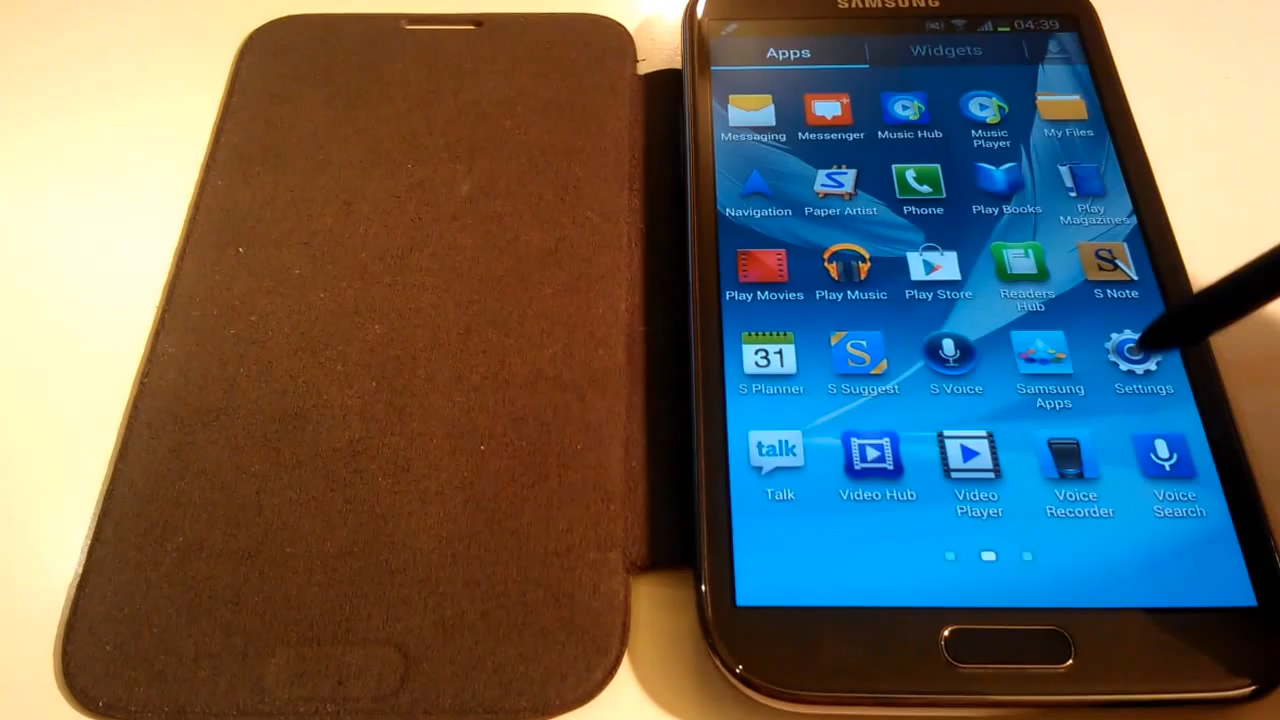 SAMSUNG
04:39
Apps Widgets
Messaging Messenger Music Hub Music Player My Files
Navigation Paper Artist Phone Play Books Play Magazines
Play Movies Play Music Play Store Readers Hub S Note
S
31 S
S Planner S Suggest S Voice Samsung Apps Settings
talk
Talk Video Hub Video Player Voice Recorder Voice Search